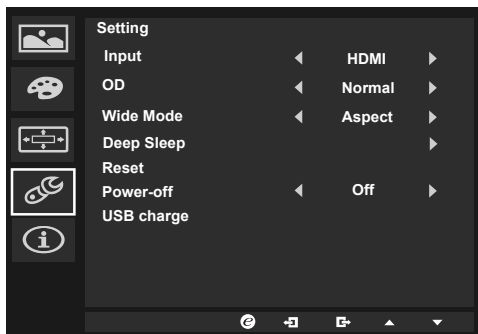 Setting
Input HDMI
OD Normal
Wide Mode Aspect
Deep Sleep
Reset
Power-off Off
USB charge